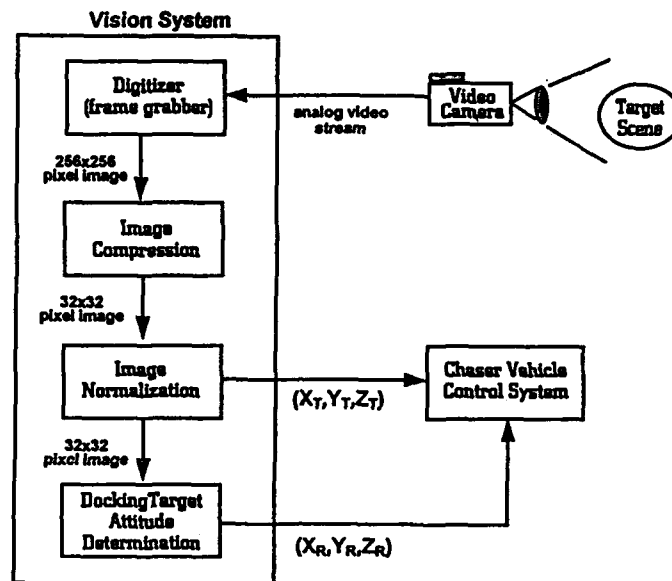 Vision System
Digitizer
(frame grabber)
analog video
stream
Video
Camera
Target
Scene
256x256
pixel image
Image
Compression
32x32
pixel image
Image
Normalization
(XT,YT,ZT)
Chaser Vehicle
Control System
32x32
pixel image
DockingTarget
Attitude
Determination
(XR,YR,ZR)